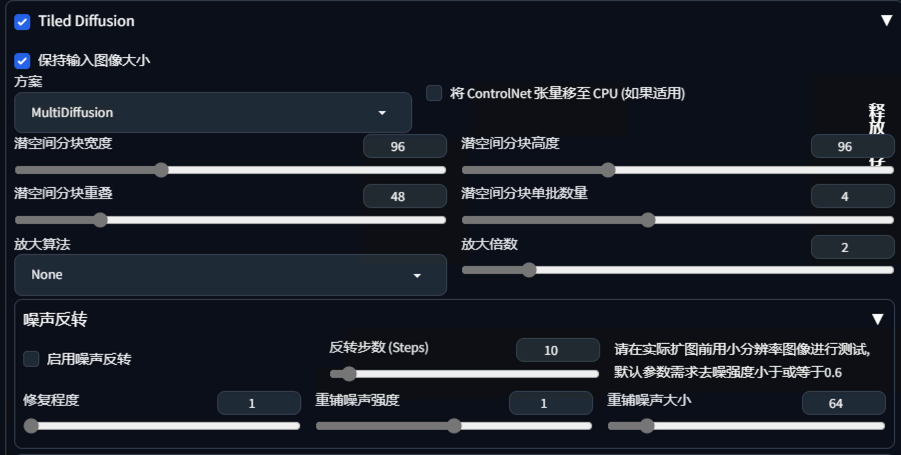 Tiled Diffusion
保持输入图像大小
方案
MultiDiffusion
将 ControlNet 张量移至 CPU (如果适用)
释放
存
潜空间分块宽度 96
潜空间分块高度 96
潜空间分块重叠 48
潜空间分块单批数量 4
放大算法
None
放大倍数 2
噪声反转
启用噪声反转
反转步数 (Steps) 10
请在实际扩图前用小分辨率图像进行测试,
默认参数需求去噪强度小于或等于0.6
修复程度 1
重铺噪声强度 1
重铺噪声大小 64